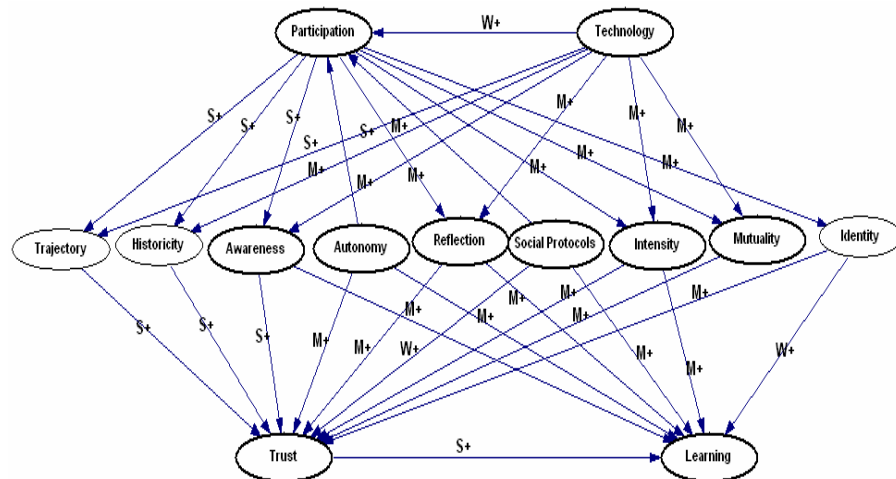 Participation
W+
Technology
S+
S+
S+
S+
M+
S+
M+
M+
M+
M+
M+
M+
M+
M+
M+
M+
Trajectory
Historicity
Awareness
Autonomy
Reflection
Social Protocols
Intensity
Mutuality
Identity
S+
S+
S+
M+
M+
M+
W+
M+
M+
M+
M+
M+
M+
M+
W+
Trust
S+
Learning